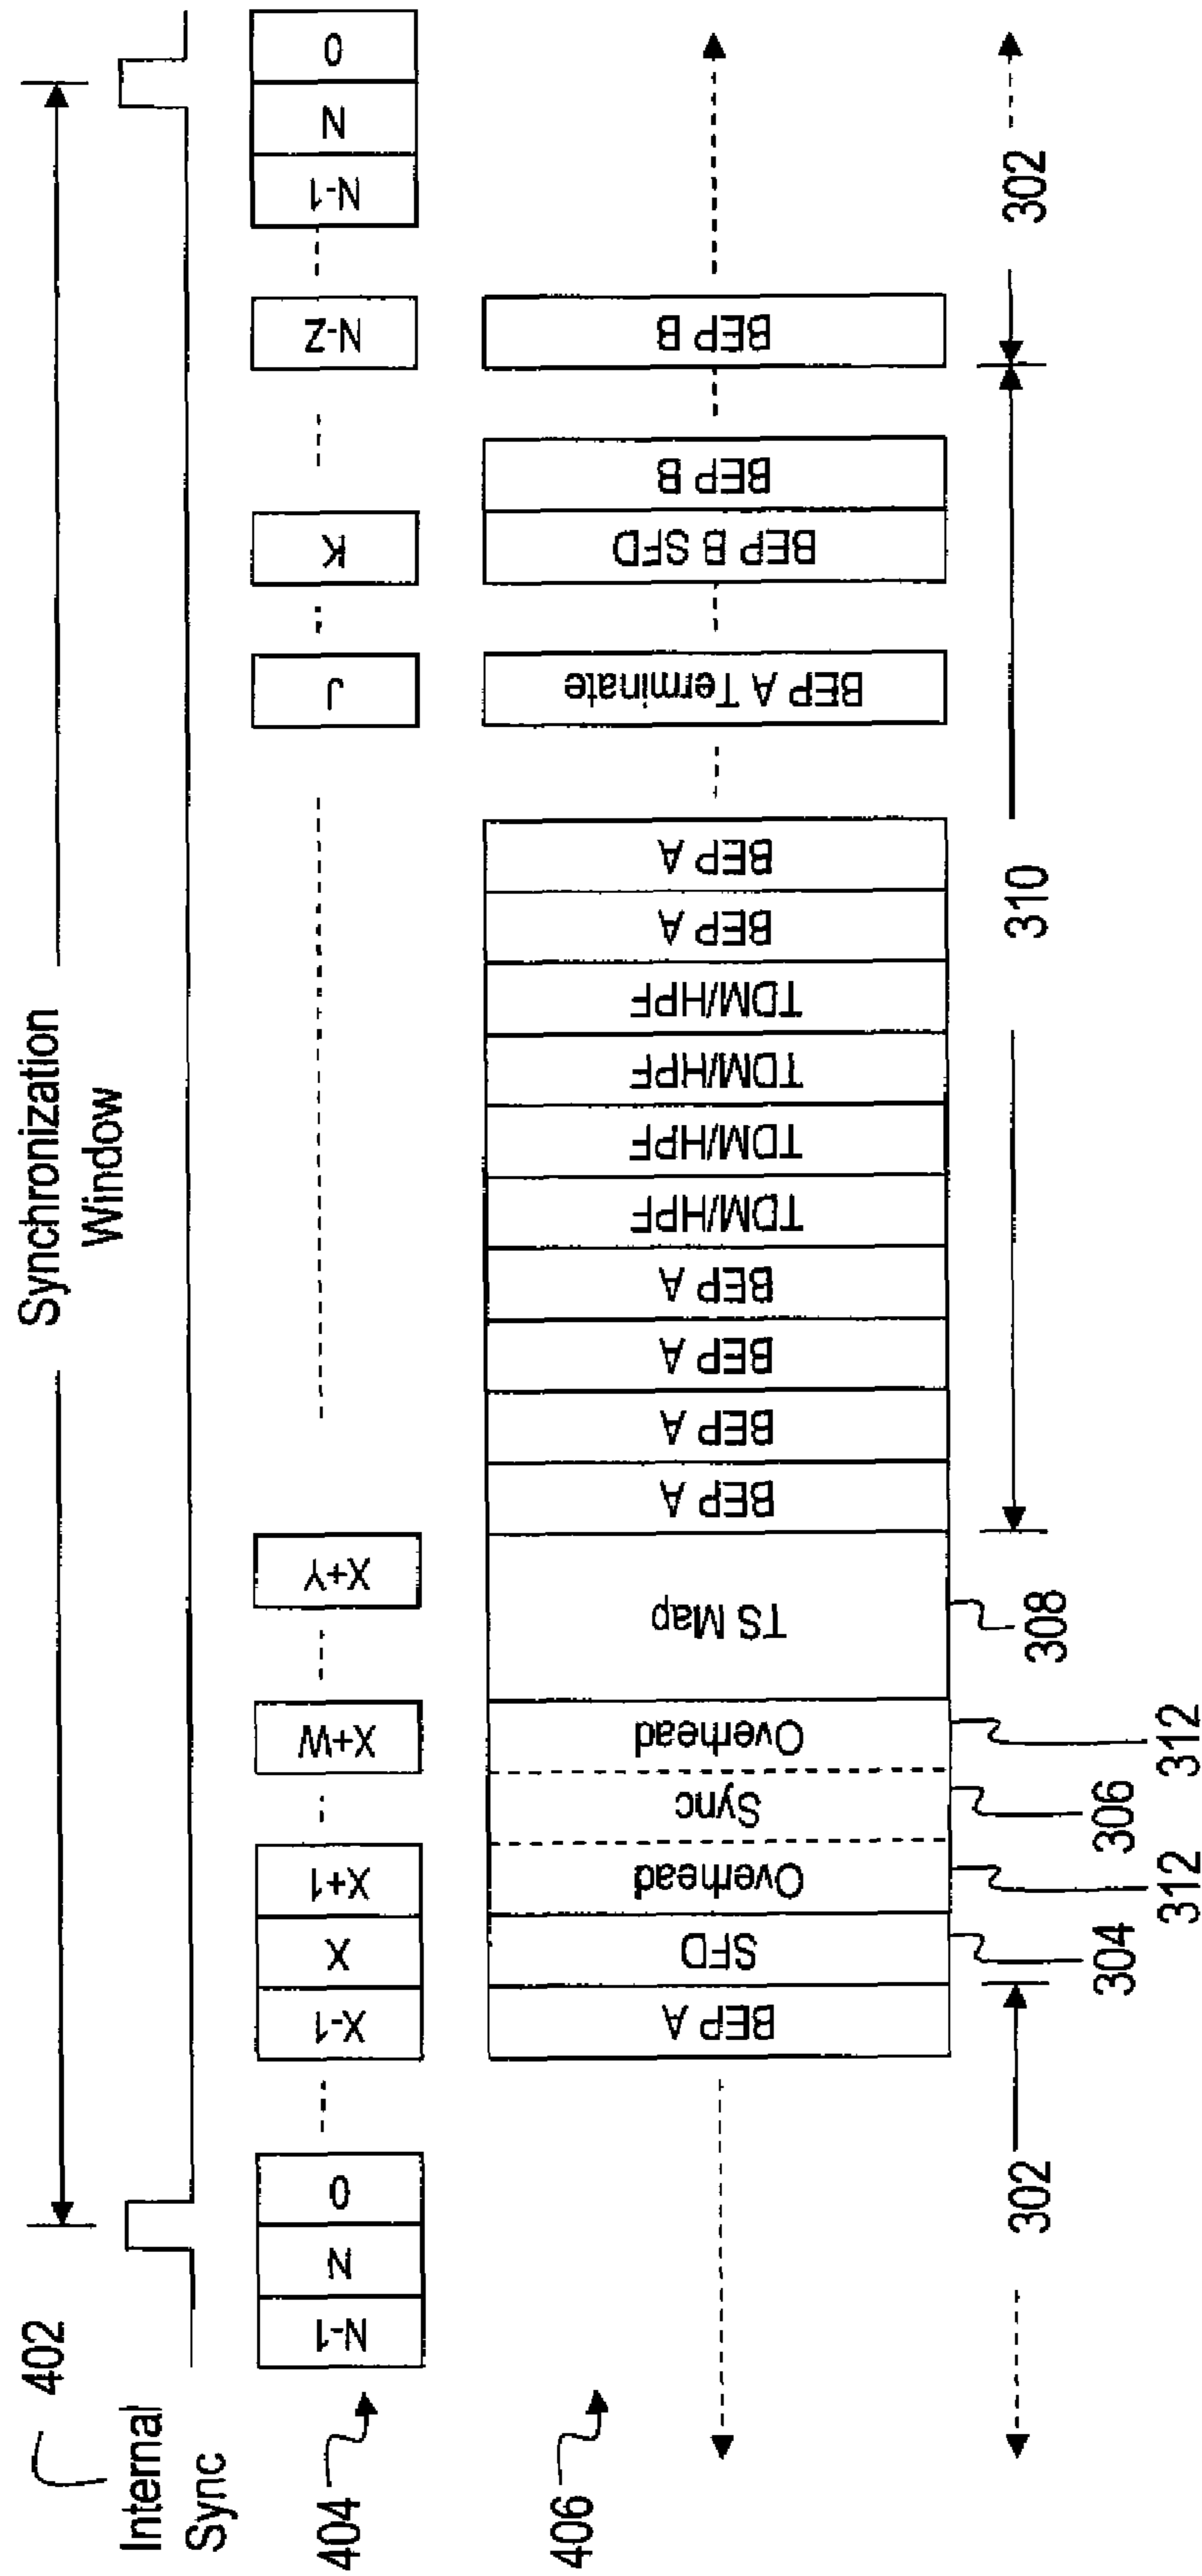 Synchronization
Window
402
Internal
Sync
404
N-1
N
0
X-1
X
X+1
X+W
X+Y
J
K
N-Z
N-1
N
0
406
BEP A
SFD
Overhead
Sync
Overhead
TS Map
BEP A
BEP A
BEP A
BEP A
TDM/HPF
TDM/HPF
TDM/HPF
TDM/HPF
BEP A
BEP A
BEP A Terminate
BEP B SFD
BEP B
BEP B
302
304
312
306
312
308
310
302